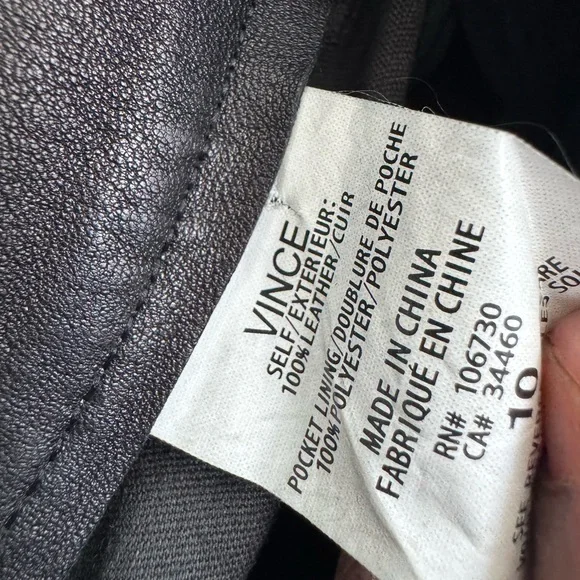 VINCE
SELF/EXTERIEUR:
100% LEATHER/CUIR
POCKET LINING/DOUBLURE DE POCHE
100% POLYESTER/POLYESTER
MADE IN CHINA
FABRIQUÉ EN CHINE
RN# 106730
CA# 34460
10
SEE